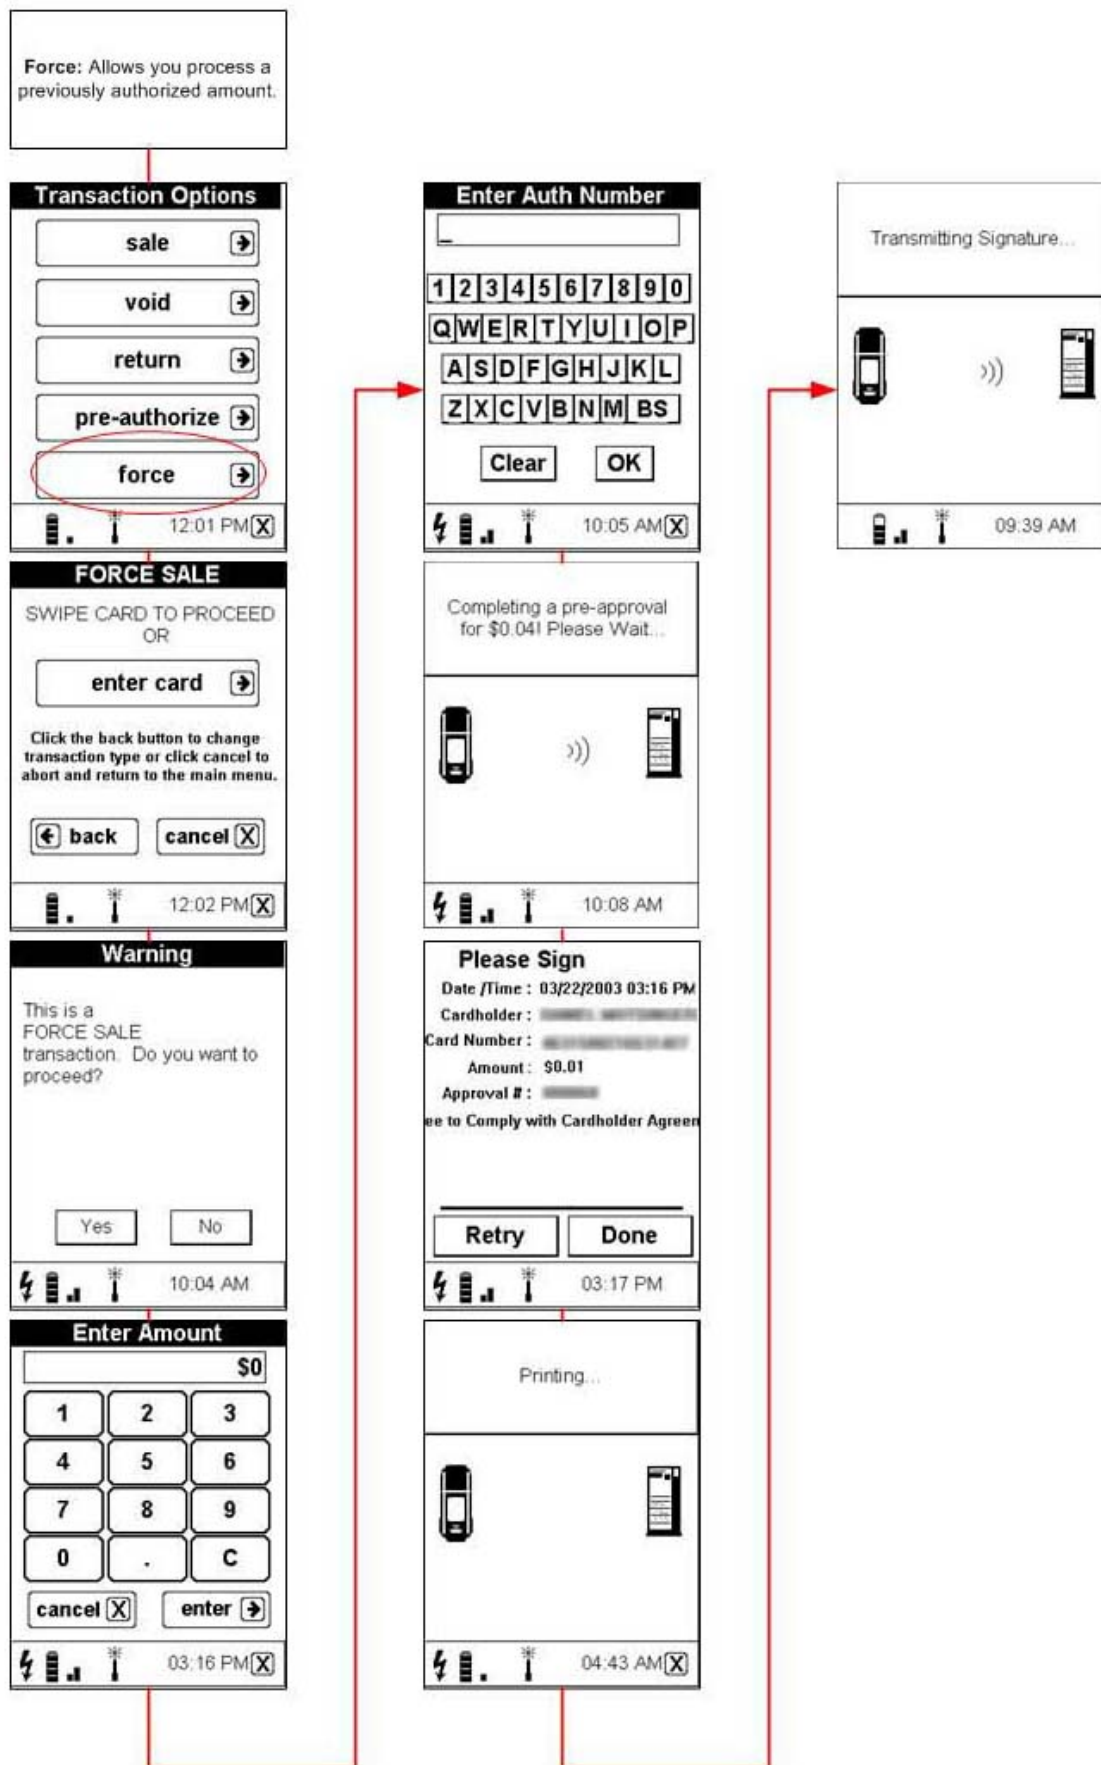 Force: Allows you process a
previously authorized amount.
Transaction Options
sale
void
return
pre-authorize
force
12:01 PM X
FORCE SALE
SWIPE CARD TO PROCEED
OR
enter card
Click the back button to change
transaction type or click cancel to
abort and return to the main menu.
back cancel X
12:02 PM X
Warning
This is a
FORCE SALE
transaction. Do you want to
proceed?
Yes No
10:04 AM
Enter Amount
$0
1 2 3
4 5 6
7 8 9
0 . C
cancel X enter
03:16 PM X
Enter Auth Number
_
1 2 3 4 5 6 7 8 9 0
Q W E R T Y U I O P
A S D F G H J K L
Z X C V B N M BS
Clear OK
10:05 AM X
Completing a pre-approval
for $0.04! Please Wait...
10:08 AM
Please Sign
Date /Time : 03/22/2003 03:16 PM
Cardholder :
Card Number :
Amount : $0.01
Approval # :
ee to Comply with Cardholder Agreen
Retry Done
03:17 PM
Printing...
04:43 AM X
Transmitting Signature...
09:39 AM